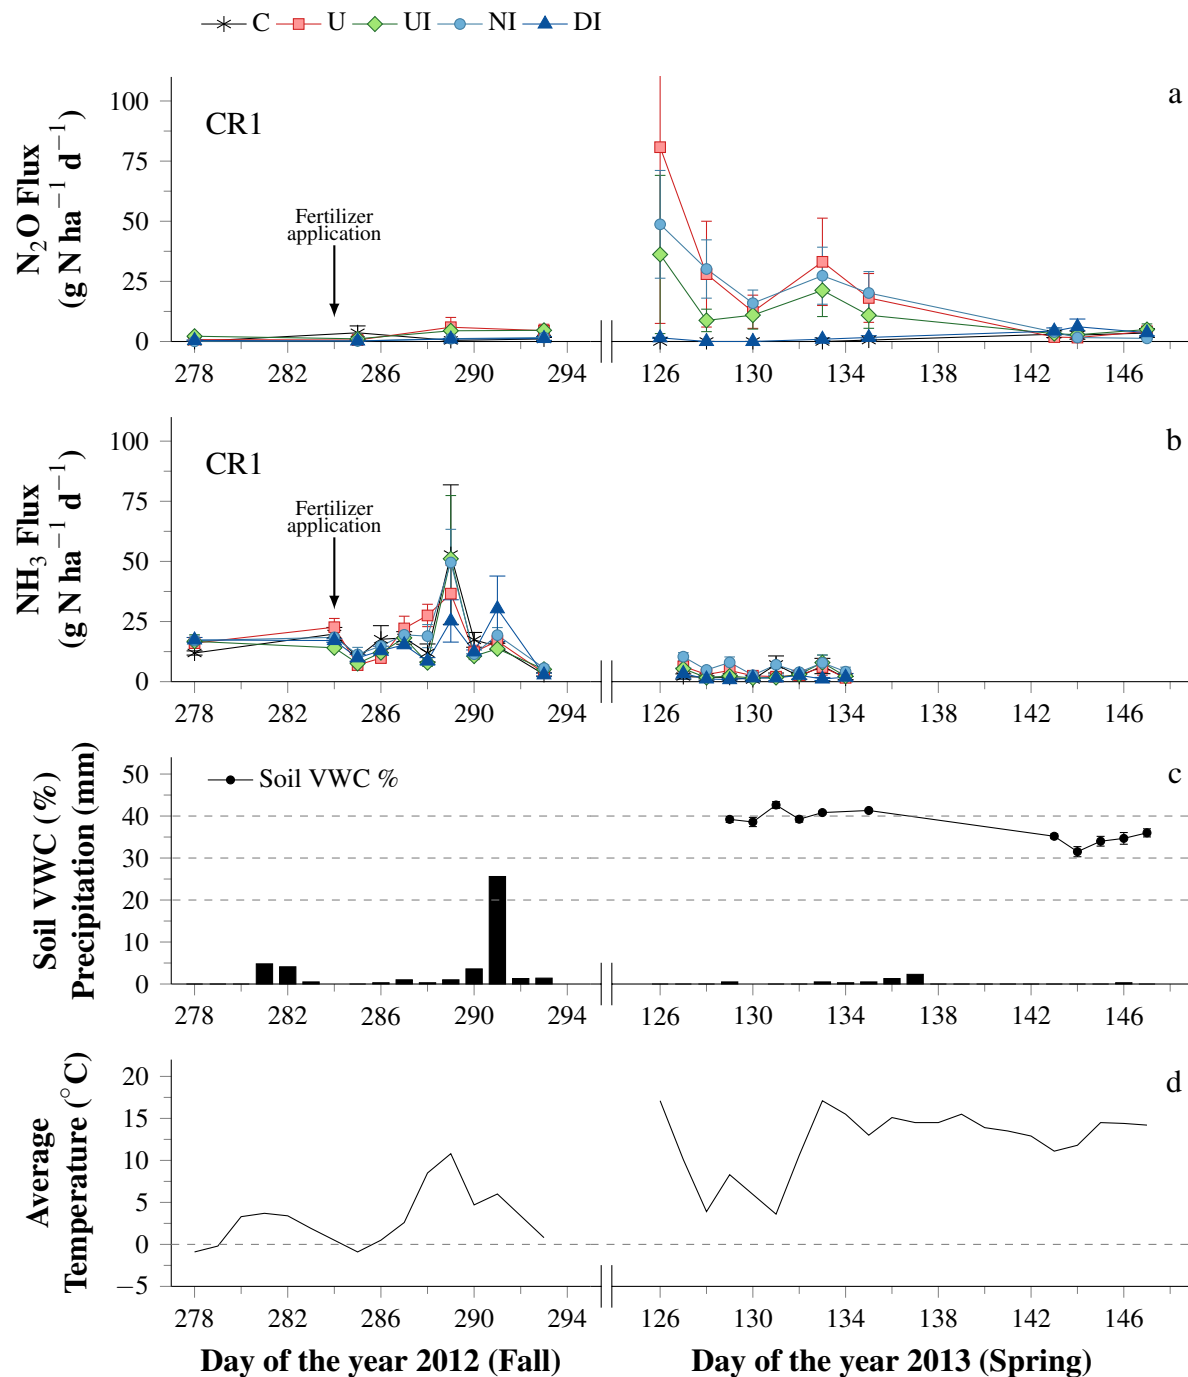 C U UI NI DI
a
CR1
Fertilizer
application
N₂O Flux
(g N ha⁻¹ d⁻¹)
100
75
50
25
0
278 282 286 290 294 126 130 134 138 142 146
b
CR1
Fertilizer
application
NH₃ Flux
(g N ha⁻¹ d⁻¹)
100
75
50
25
0
278 282 286 290 294 126 130 134 138 142 146
c
Soil VWC %
Soil VWC (%)
Precipitation (mm)
50
40
30
20
10
0
278 282 286 290 294 126 130 134 138 142 146
d
Average
Temperature (°C)
20
15
10
5
0
−5
278 282 286 290 294 126 130 134 138 142 146
Day of the year 2012 (Fall) Day of the year 2013 (Spring)